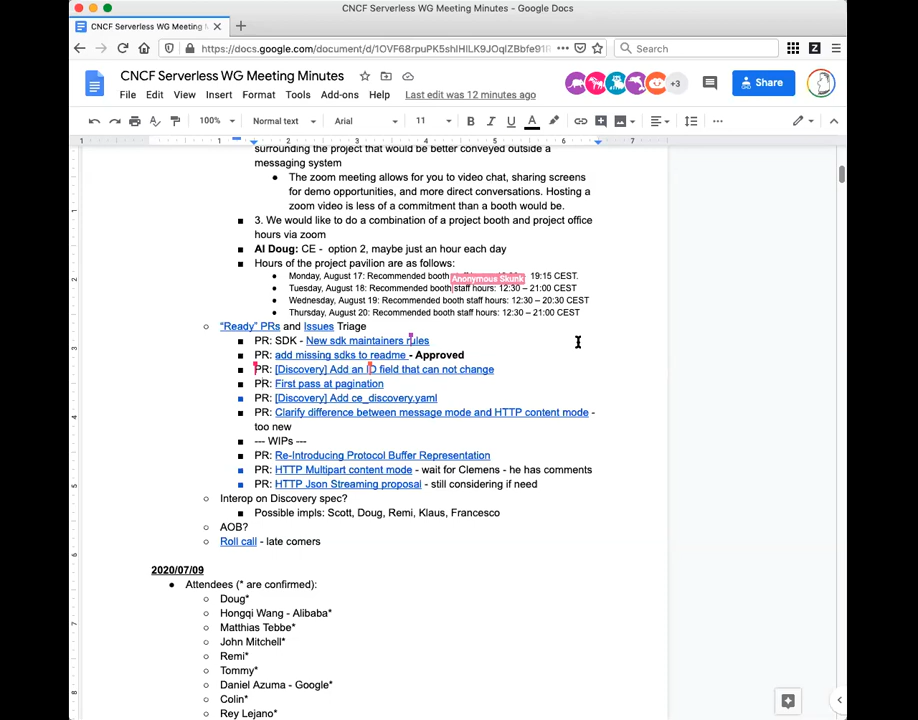 CNCF Serverless WG Meeting Minutes - Google Docs
CNCF Serverless WG Meeting M
https://docs.google.com/document/d/1OVF68rpuPK5shIHlLK9JOqIZBbfe91
Search
CNCF Serverless WG Meeting Minutes
+3
Share
File Edit View Insert Format Tools Add-ons Help Last edit was 12 minutes ago
100% Normal text Arial 11 B I U A
surrounding the project that would be better conveyed outside a
messaging system
The zoom meeting allows for you to video chat, sharing screens
for demo opportunities, and more direct conversations. Hosting a
zoom video is less of a commitment than a booth would be.
3. We would like to do a combination of a project booth and project office
hours via zoom
AI Doug: CE - option 2, maybe just an hour each day
Hours of the project pavilion are as follows:
Monday, August 17: Recommended booth 19:15 CEST.
Anonymous Skunk
Tuesday, August 18: Recommended booth staff hours: 12:30 – 21:00 CEST
Wednesday, August 19: Recommended booth staff hours: 12:30 – 20:30 CEST
Thursday, August 20: Recommended booth staff hours: 12:30 – 21:00 CEST
“Ready” PRs and Issues Triage
PR: SDK - New sdk maintainers rules
PR: add missing sdks to readme - Approved
PR: [Discovery] Add an ID field that can not change
PR: First pass at pagination
PR: [Discovery] Add ce_discovery.yaml
PR: Clarify difference between message mode and HTTP content mode -
too new
--- WIPs ---
PR: Re-Introducing Protocol Buffer Representation
PR: HTTP Multipart content mode - wait for Clemens - he has comments
PR: HTTP Json Streaming proposal - still considering if need
Interop on Discovery spec?
Possible impls: Scott, Doug, Remi, Klaus, Francesco
AOB?
Roll call - late comers
2020/07/09
Attendees (* are confirmed):
Doug*
Hongqi Wang - Alibaba*
Matthias Tebbe*
John Mitchell*
Remi*
Tommy*
Daniel Azuma - Google*
Colin*
Rey Lejano*